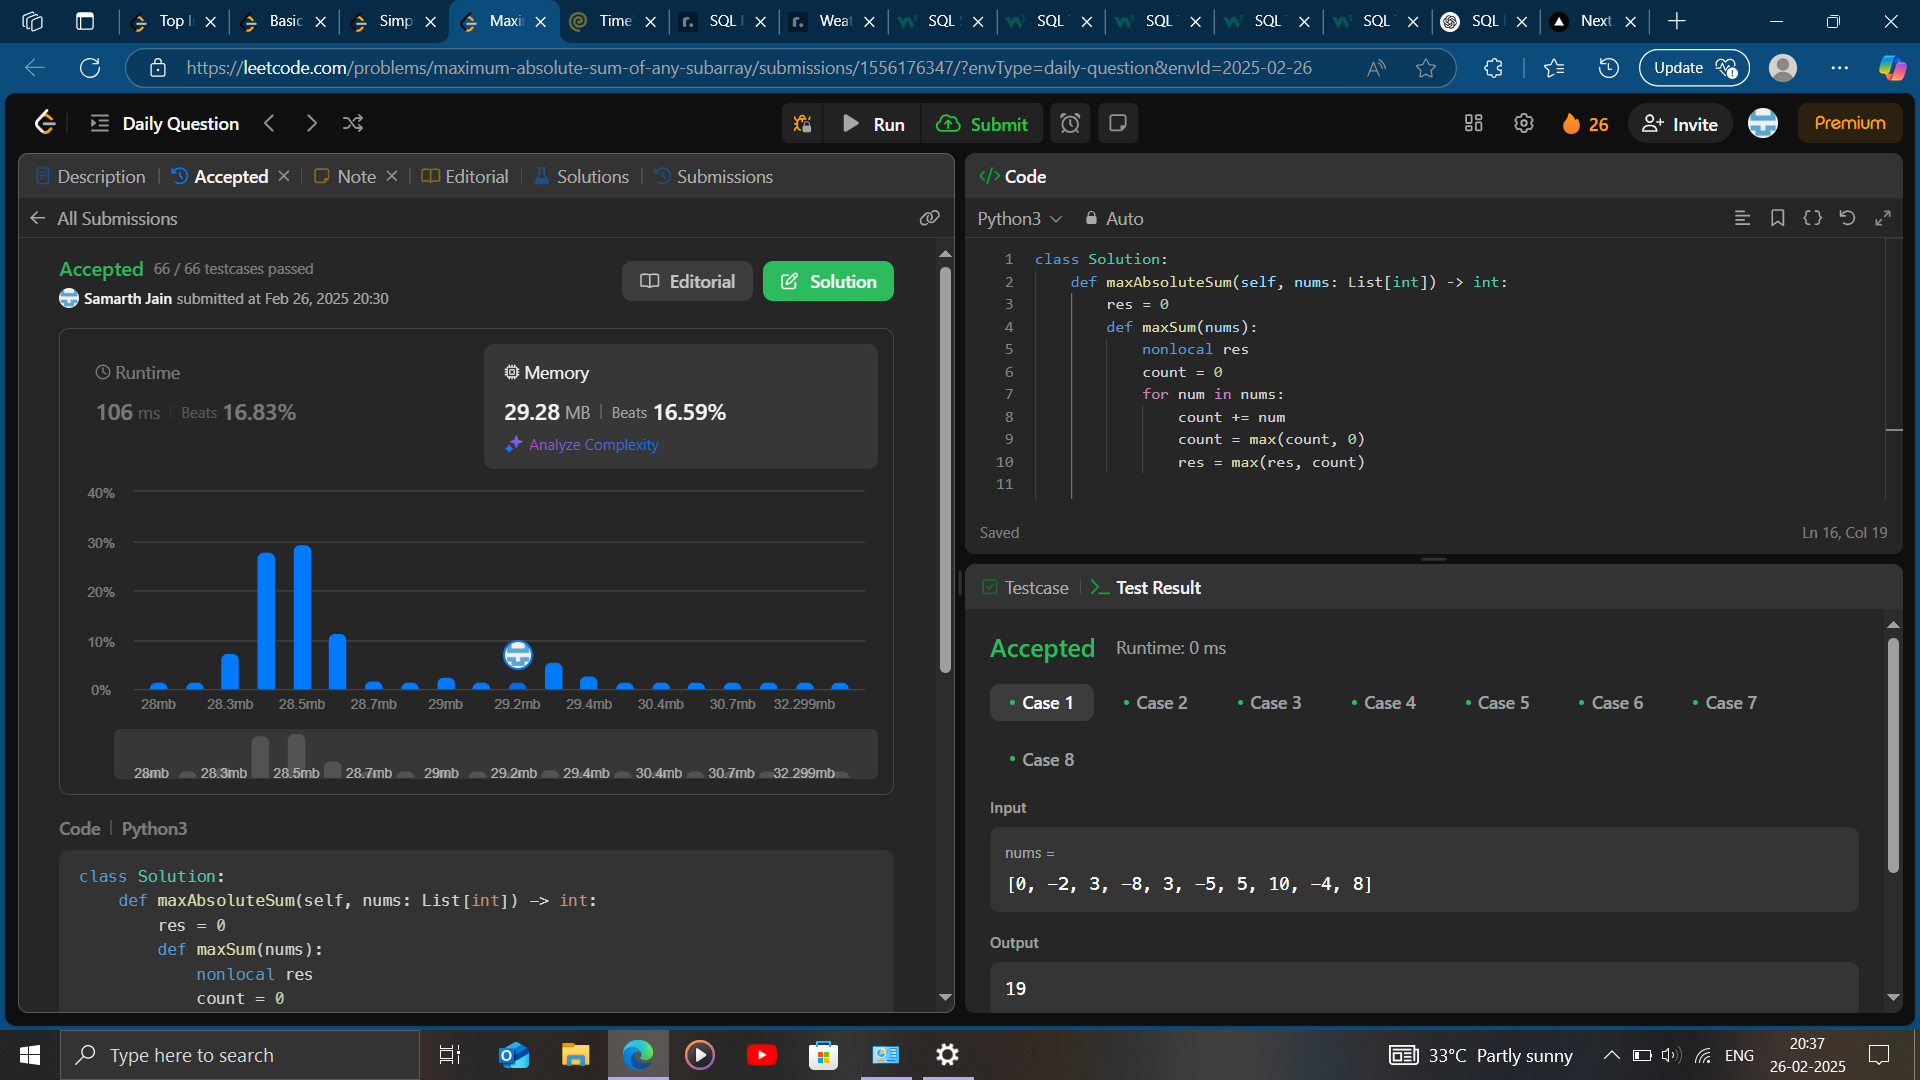 Top I
Basic
Simp
Maxi
Time
SQL
Weat
SQL
SQL
SQL
SQL
SQL
SQL
Next.
https://leetcode.com/problems/maximum-absolute-sum-of-any-subarray/submissions/1556176347/?envType=daily-question&envId=2025-02-26
Update
Daily Question
Run
Submit
26
Invite
Premium
Description
Accepted
Note
Editorial
Solutions
Submissions
All Submissions
Accepted 66 / 66 testcases passed
Samarth Jain submitted at Feb 26, 2025 20:30
Editorial
Solution
Runtime
106 ms | Beats 16.83%
Memory
29.28 MB | Beats 16.59%
Analyze Complexity
40%
30%
20%
10%
0%
28mb 28.3mb 28.5mb 28.7mb 29mb 29.2mb 29.4mb 30.4mb 30.7mb 32.299mb
28mb 28.3mb 28.5mb 28.7mb 29mb 29.2mb 29.4mb 30.4mb 30.7mb 32.299mb
Code | Python3
class Solution:
def maxAbsoluteSum(self, nums: List[int]) -> int:
res = 0
def maxSum(nums):
nonlocal res
count = 0
</> Code
Python3
Auto
1 class Solution:
2 def maxAbsoluteSum(self, nums: List[int]) -> int:
3 res = 0
4 def maxSum(nums):
5 nonlocal res
6 count = 0
7 for num in nums:
8 count += num
9 count = max(count, 0)
10 res = max(res, count)
11
Saved
Ln 16, Col 19
Testcase
Test Result
Accepted Runtime: 0 ms
Case 1
Case 2
Case 3
Case 4
Case 5
Case 6
Case 7
Case 8
Input
nums =
[0, -2, 3, -8, 3, -5, 5, 10, -4, 8]
Output
19
Type here to search
33°C Partly sunny
ENG
20:37
26-02-2025